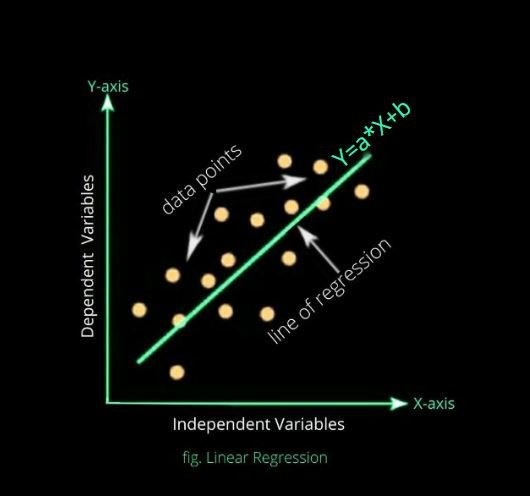 Y-axis
Y=a*X+b
data points
Dependent Variables
line of regression
X-axis
Independent Variables
fig. Linear Regression